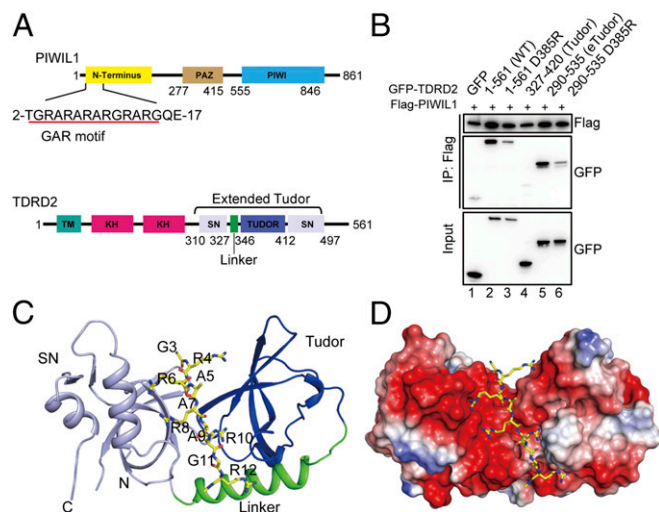 A
PIWIL1
1
N-Terminus
PAZ
PIWI
861
277
415
555
846
2-TGRARARARGRARGQE-17
GAR motif
TDRD2
Extended Tudor
1
TM
KH
KH
SN
TUDOR
SN
561
310
327
346
412
497
Linker
B
GFP-TDRD2
GFP
1-561 (WT)
1-561 D385R
327-420 (Tudor)
290-535 (eTudor)
290-535 D385R
Flag-PIWIL1
+ + + + + +
IP: Flag
Flag
GFP
Input
GFP
1 2 3 4 5 6
C
SN
G3
R4
Tudor
R6
A5
A7
R8
A9
R10
G11
R12
N
C
Linker
D